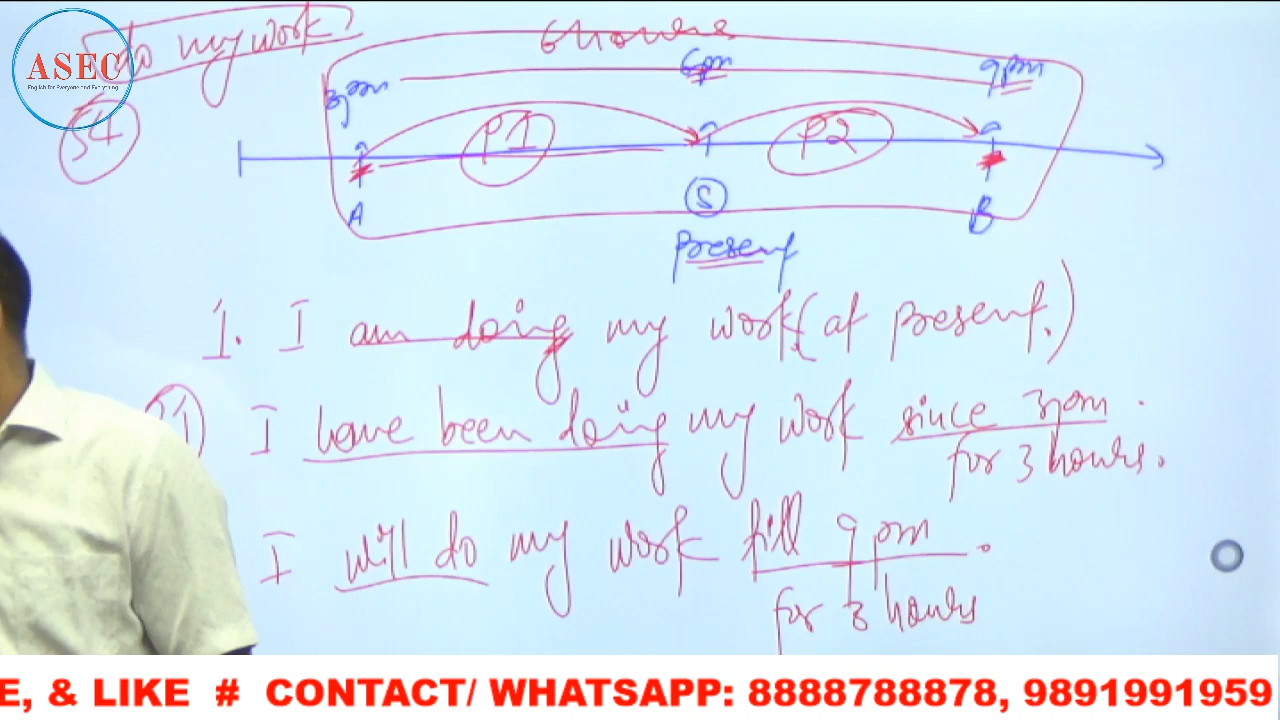 do my work
ASEC
English for Everyone and Everything
54
6 hours
3pm 6pm 9pm
P1 P2
A S B
Present
1. I am doing my work (at present.)
I have been doing my work since 3pm.
for 3 hours.
I will do my work till 9pm.
for 3 hours
E, & LIKE # CONTACT/ WHATSAPP: 8888788878, 9891991959